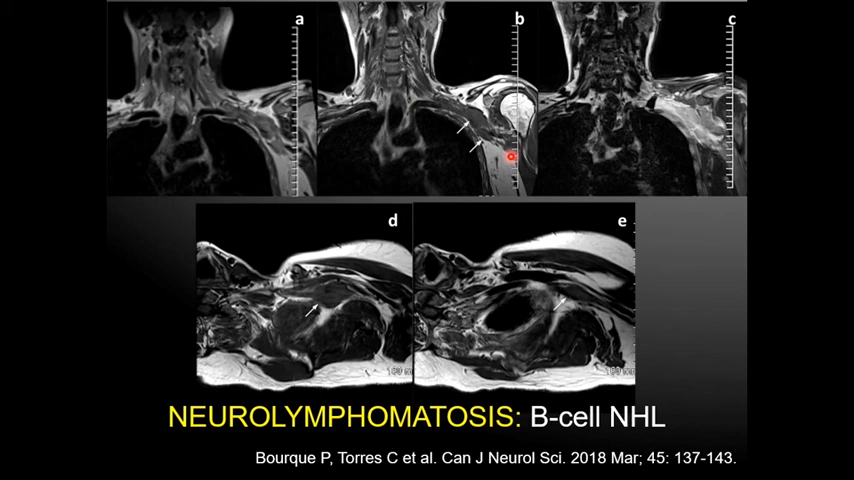 a
b
c
d
e
NEUROLYMPHOMATOSIS: B-cell NHL
Bourque P, Torres C et al. Can J Neurol Sci. 2018 Mar; 45: 137-143.